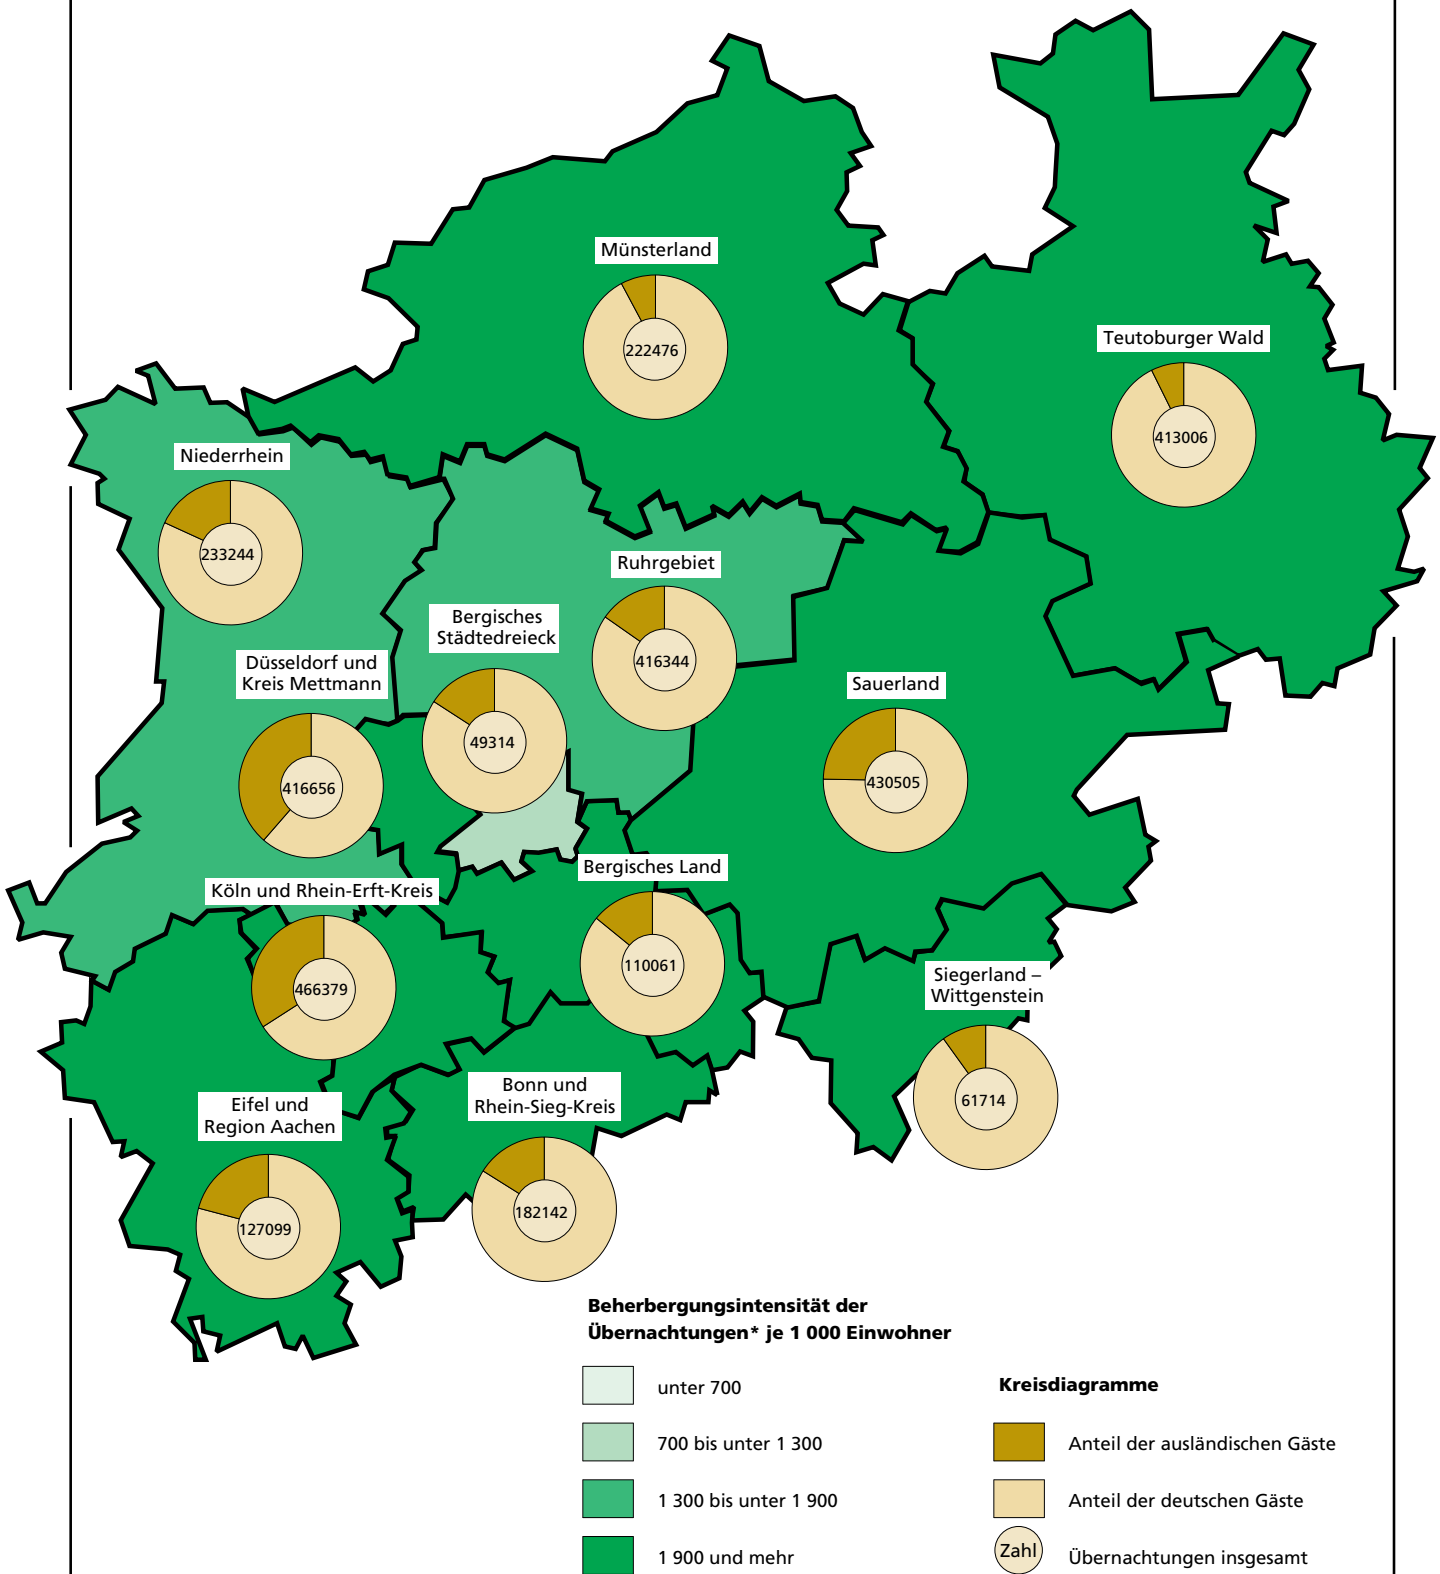 Münsterland
222476
Teutoburger Wald
413006
Niederrhein
233244
Ruhrgebiet
416344
Bergisches
Städtedreieck
49314
Düsseldorf und
Kreis Mettmann
416656
Sauerland
430505
Köln und Rhein-Erft-Kreis
466379
Bergisches Land
110061
Siegerland –
Wittgenstein
61714
Eifel und
Region Aachen
127099
Bonn und
Rhein-Sieg-Kreis
182142
Beherbergungsintensität der
Übernachtungen* je 1 000 Einwohner
unter 700
700 bis unter 1 300
1 300 bis unter 1 900
1 900 und mehr
Kreisdiagramme
Anteil der ausländischen Gäste
Anteil der deutschen Gäste
Zahl Übernachtungen insgesamt